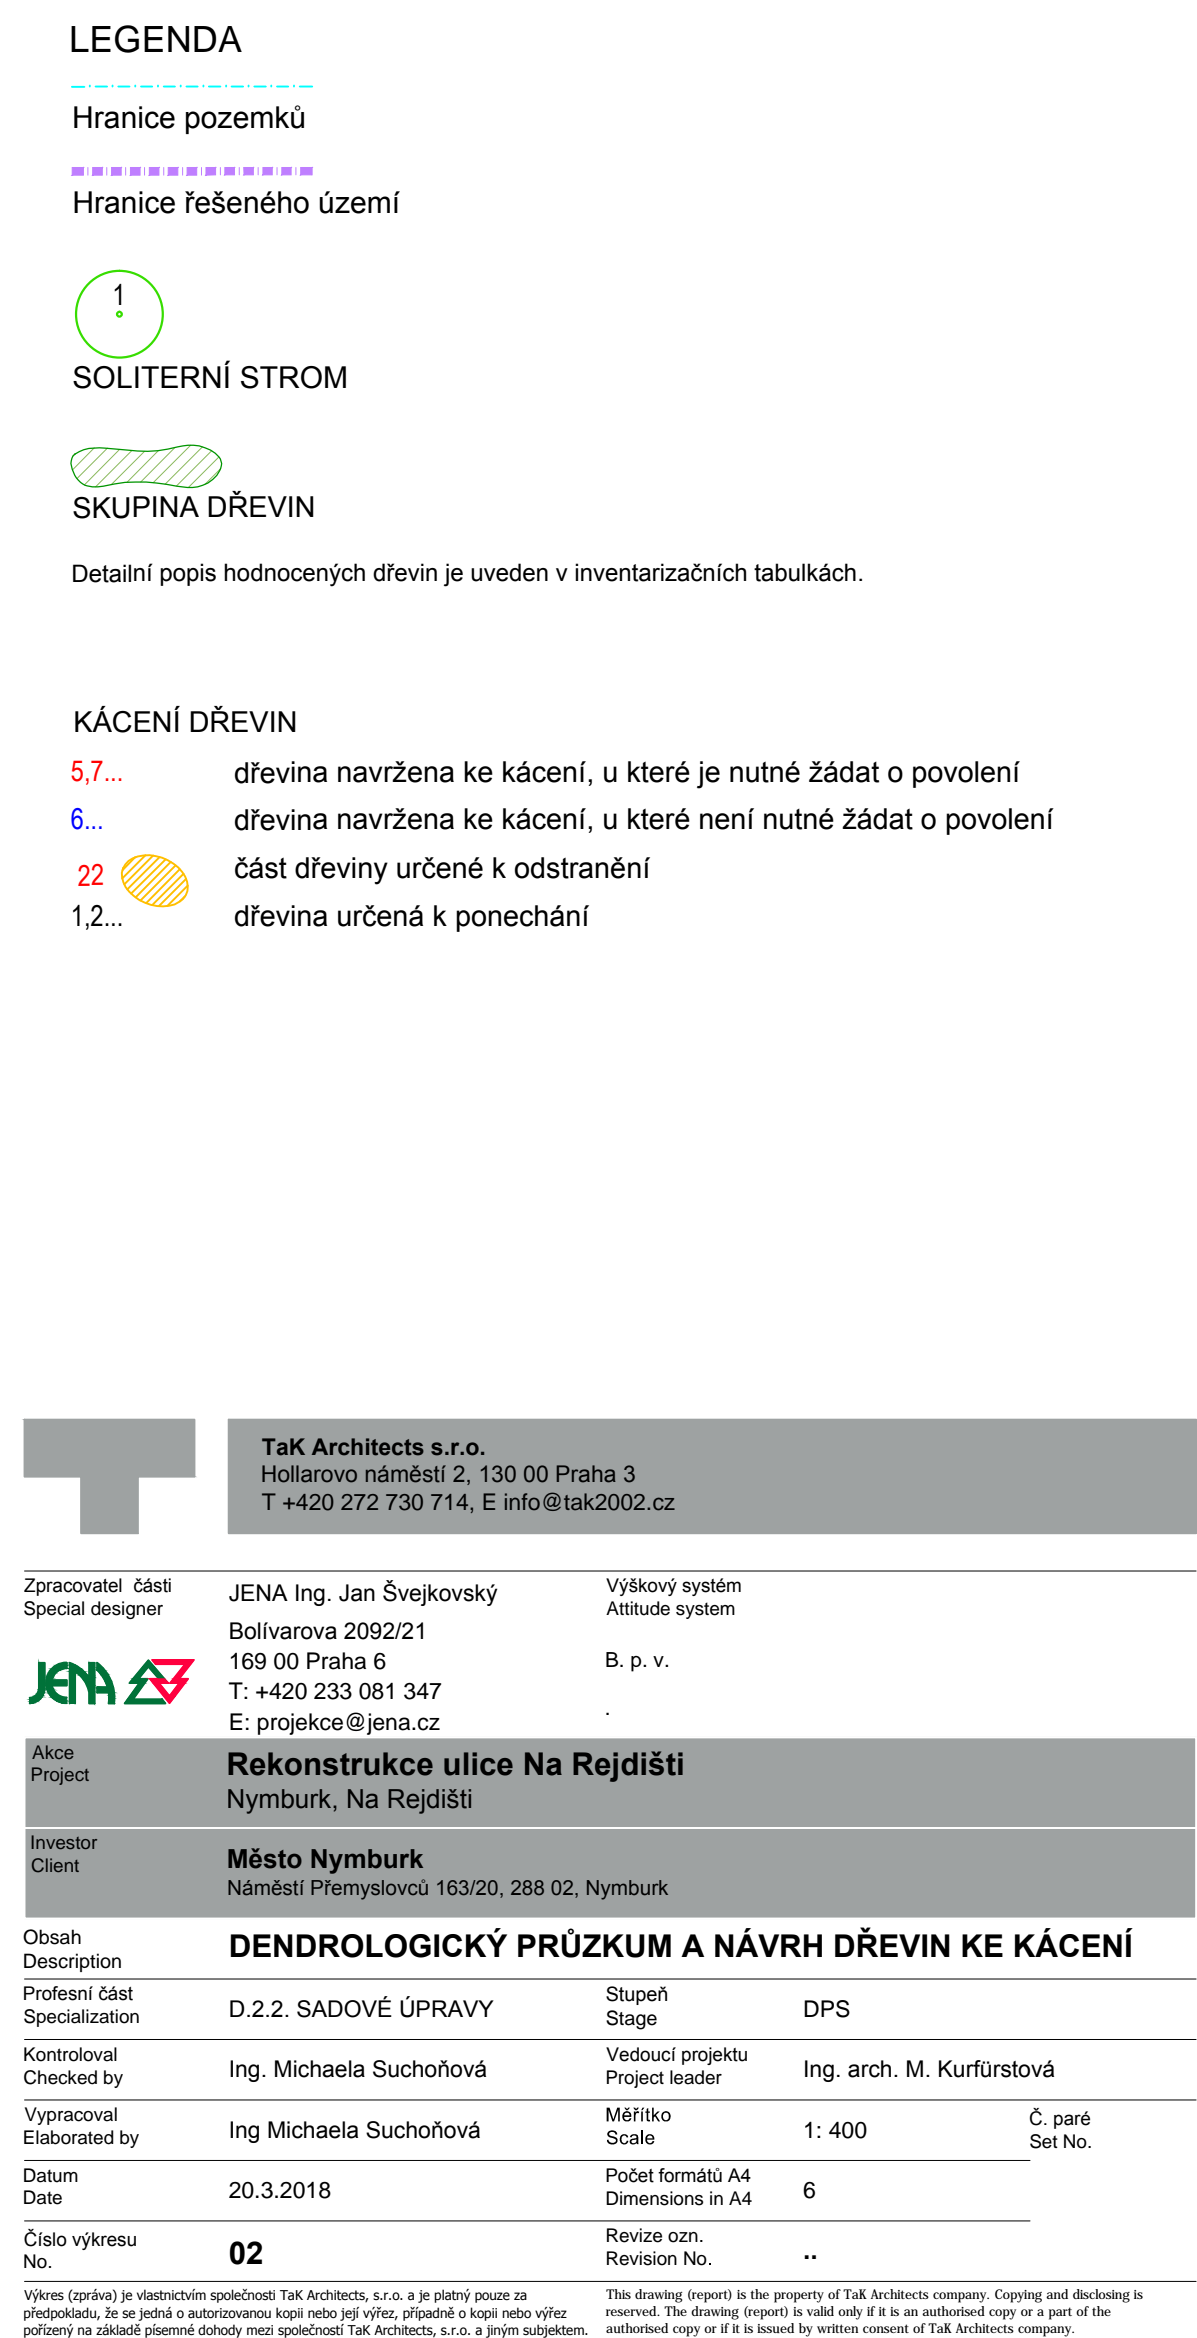 LEGENDA
Hranice pozemků
Hranice řešeného území
1
SOLITERNÍ STROM
SKUPINA DŘEVIN
Detailní popis hodnocených dřevin je uveden v inventarizačních tabulkách.
KÁCENÍ DŘEVIN
5,7... dřevina navržena ke kácení, u které je nutné žádat o povolení
6... dřevina navržena ke kácení, u které není nutné žádat o povolení
22 část dřeviny určené k odstranění
1,2... dřevina určená k ponechání
TaK Architects s.r.o.
Hollarovo náměstí 2, 130 00 Praha 3
T +420 272 730 714, E info@tak2002.cz
Zpracovatel části
Special designer
JENA Ing. Jan Švejkovský
Bolívarova 2092/21
169 00 Praha 6
T: +420 233 081 347
E: projekce@jena.cz
JENA
Výškový systém
Attitude system
B. p. v.
.
Akce
Project
Rekonstrukce ulice Na Rejdišti
Nymburk, Na Rejdišti
Investor
Client
Město Nymburk
Náměstí Přemyslovců 163/20, 288 02, Nymburk
Obsah
Description
DENDROLOGICKÝ PRŮZKUM A NÁVRH DŘEVIN KE KÁCENÍ
Profesní část
Specialization
D.2.2. SADOVÉ ÚPRAVY
Stupeň
Stage
DPS
Kontroloval
Checked by
Ing. Michaela Suchoňová
Vedoucí projektu
Project leader
Ing. arch. M. Kurfürstová
Vypracoval
Elaborated by
Ing Michaela Suchoňová
Měřítko
Scale
1: 400
Č. paré
Set No.
Datum
Date
20.3.2018
Počet formátů A4
Dimensions in A4
6
Číslo výkresu
No.
02
Revize ozn.
Revision No.
..
Výkres (zpráva) je vlastnictvím společnosti TaK Architects, s.r.o. a je platný pouze za
předpokladu, že se jedná o autorizovanou kopii nebo její výřez, případně o kopii nebo výřez
pořízený na základě písemné dohody mezi společností TaK Architects, s.r.o. a jiným subjektem.
This drawing (report) is the property of TaK Architects company. Copying and disclosing is
reserved. The drawing (report) is valid only if it is an authorised copy or a part of the
authorised copy or if it is issued by written consent of TaK Architects company.